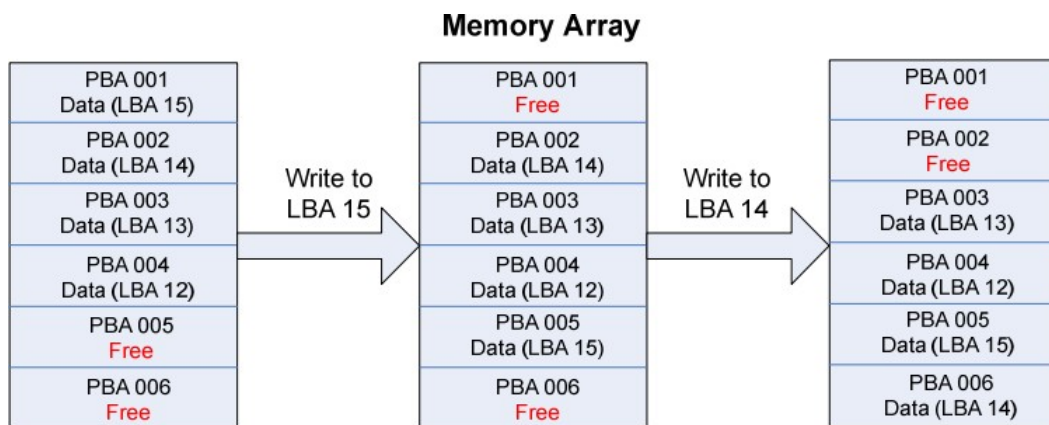 Memory Array
PBA 001
Data (LBA 15)
PBA 002
Data (LBA 14)
PBA 003
Data (LBA 13)
PBA 004
Data (LBA 12)
PBA 005
Free
PBA 006
Free
Write to
LBA 15
PBA 001
Free
PBA 002
Data (LBA 14)
PBA 003
Data (LBA 13)
PBA 004
Data (LBA 12)
PBA 005
Data (LBA 15)
PBA 006
Free
Write to
LBA 14
PBA 001
Free
PBA 002
Free
PBA 003
Data (LBA 13)
PBA 004
Data (LBA 12)
PBA 005
Data (LBA 15)
PBA 006
Data (LBA 14)